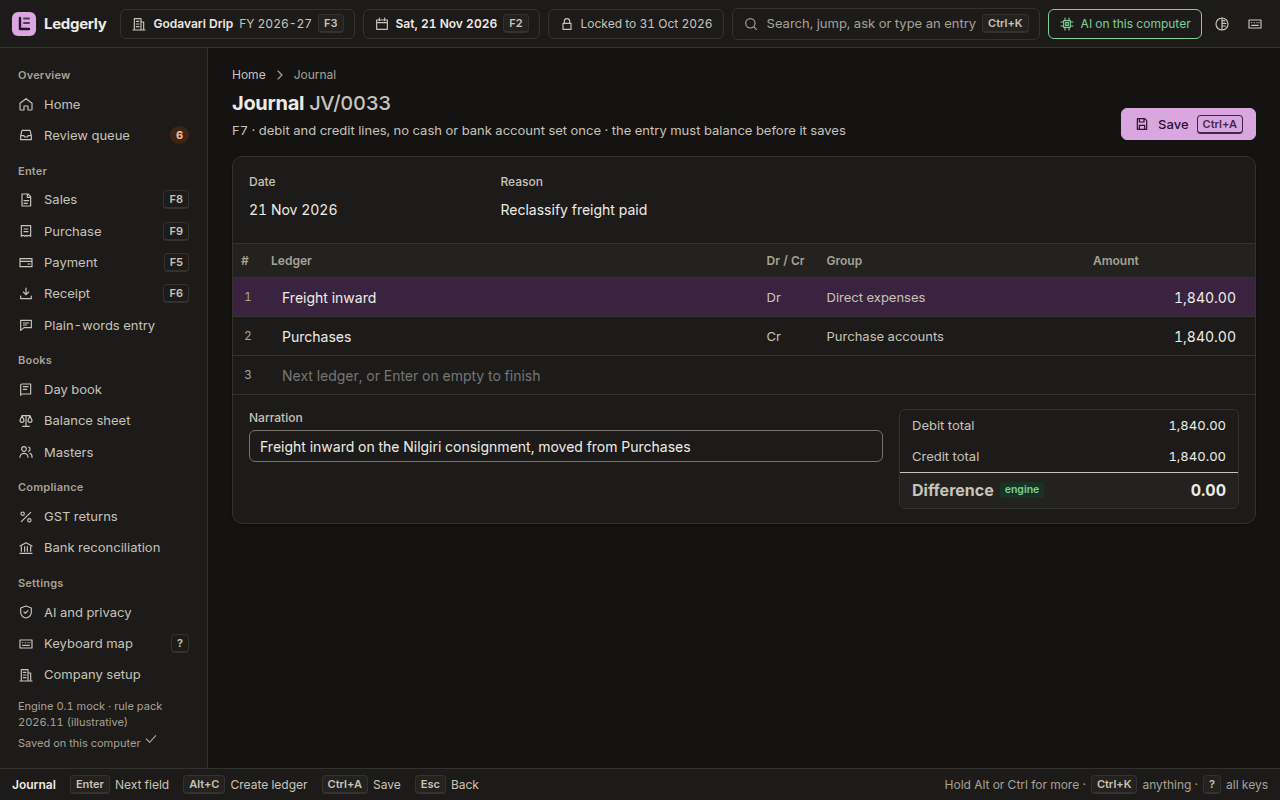 Ledgerly
Godavari Drip FY 2026-27 F3
Sat, 21 Nov 2026 F2
Locked to 31 Oct 2026
Search, jump, ask or type an entry Ctrl+K
AI on this computer
Overview
Home
Review queue 6
Enter
Sales F8
Purchase F9
Payment F5
Receipt F6
Plain-words entry
Books
Day book
Balance sheet
Masters
Compliance
GST returns
Bank reconciliation
Settings
AI and privacy
Keyboard map ?
Company setup
Engine 0.1 mock · rule pack
2026.11 (illustrative)
Saved on this computer
Home > Journal
Journal JV/0033
F7 · debit and credit lines, no cash or bank account set once · the entry must balance before it saves
Save Ctrl+A
Date Reason
21 Nov 2026 Reclassify freight paid
# Ledger Dr / Cr Group Amount
1 Freight inward Dr Direct expenses 1,840.00
2 Purchases Cr Purchase accounts 1,840.00
3 Next ledger, or Enter on empty to finish
Narration
Freight inward on the Nilgiri consignment, moved from Purchases
Debit total 1,840.00
Credit total 1,840.00
Difference engine 0.00
Journal Enter Next field Alt+C Create ledger Ctrl+A Save Esc Back
Hold Alt or Ctrl for more · Ctrl+K anything · ? all keys